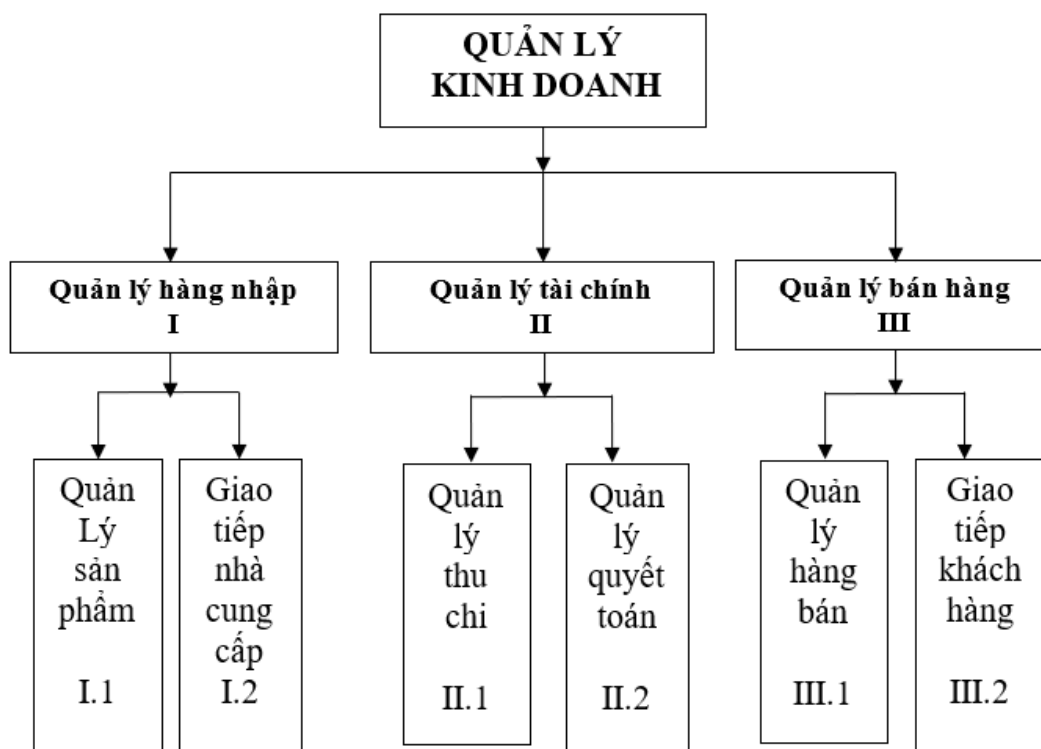 QUẢN LÝ
KINH DOANH
Quản lý hàng nhập
I
Quản lý tài chính
II
Quản lý bán hàng
III
Quản
Lý
sản
phẩm
I.1
Giao
tiếp
nhà
cung
cấp
I.2
Quản
lý
thu
chi
II.1
Quản
lý
quyết
toán
II.2
Quản
lý
hàng
bán
III.1
Giao
tiếp
khách
hàng
III.2